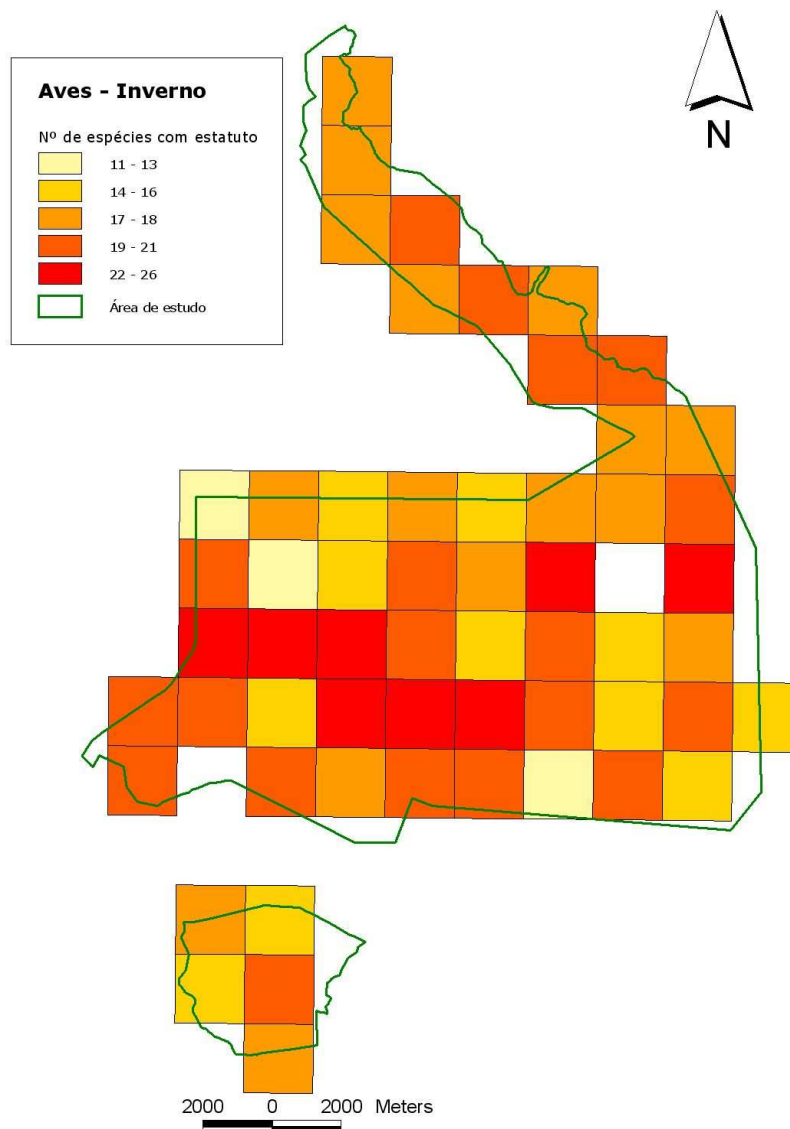 Aves - Inverno
Nº de espécies com estatuto
11 - 13
14 - 16
17 - 18
19 - 21
22 - 26
Área de estudo
N
2000 0 2000 Meters